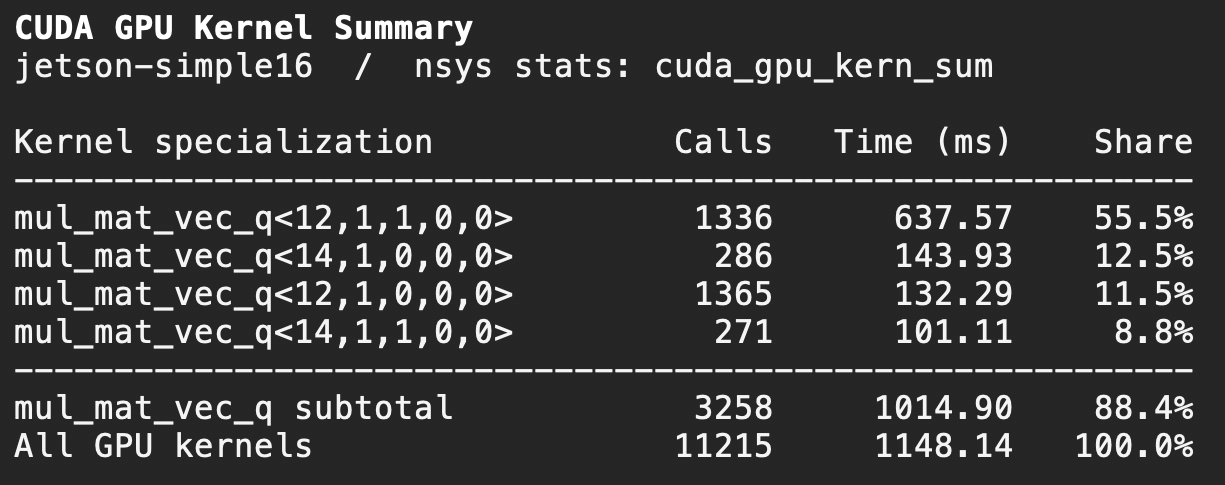 CUDA GPU Kernel Summary
jetson-simple16  /  nsys stats: cuda_gpu_kern_sum
Kernel specialization            Calls   Time (ms)    Share
-----------------------------------------------------------
mul_mat_vec_q<12,1,1,0,0>         1336      637.57    55.5%
mul_mat_vec_q<14,1,0,0,0>          286      143.93    12.5%
mul_mat_vec_q<12,1,0,0,0>         1365      132.29    11.5%
mul_mat_vec_q<14,1,1,0,0>          271      101.11     8.8%
-----------------------------------------------------------
mul_mat_vec_q subtotal            3258     1014.90    88.4%
All GPU kernels                  11215     1148.14   100.0%